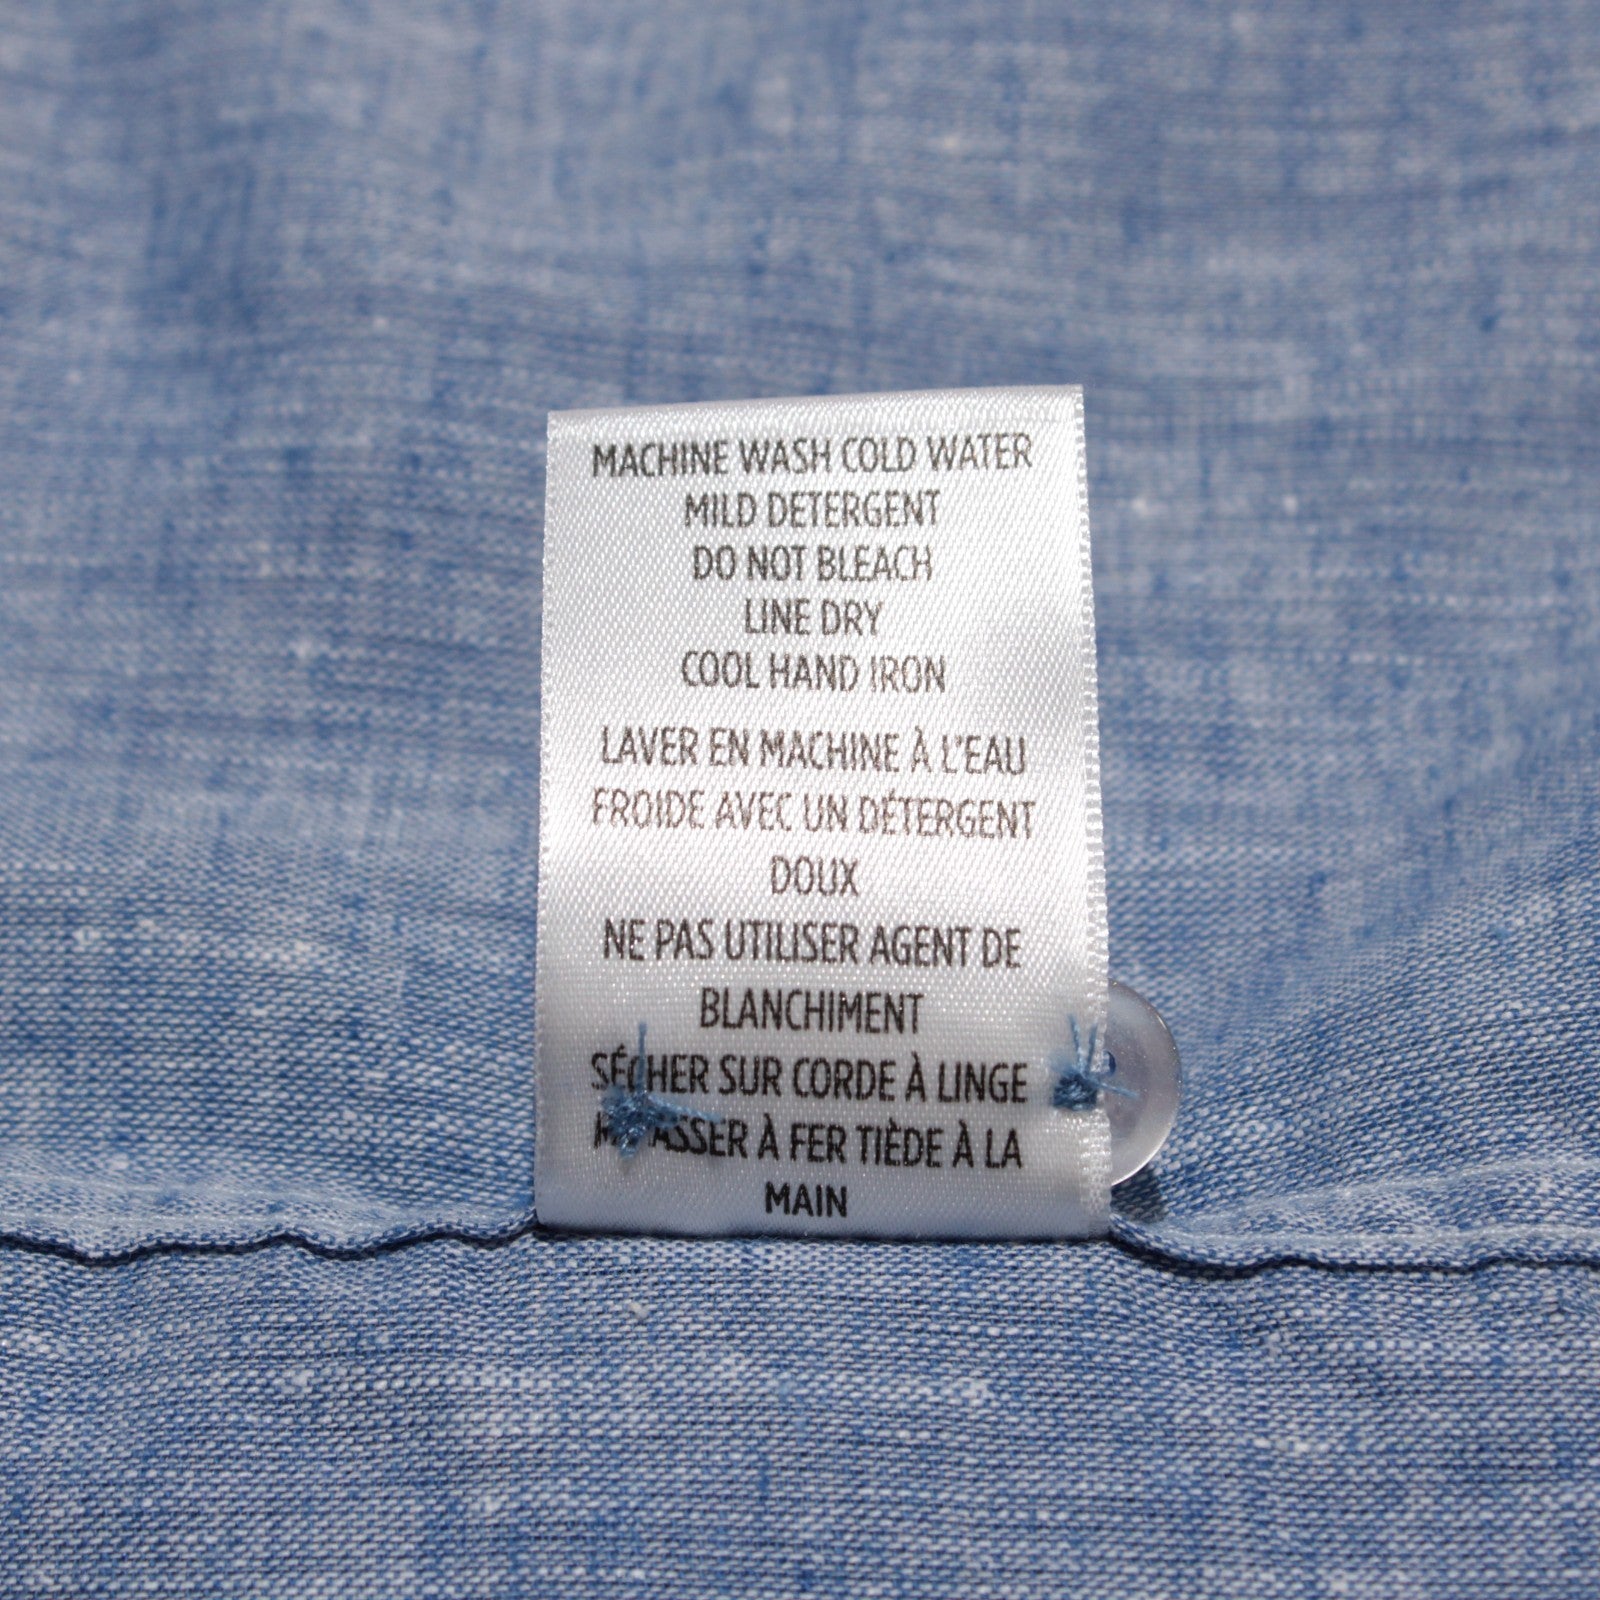 MACHINE WASH COLD WATER
MILD DETERGENT
DO NOT BLEACH
LINE DRY
COOL HAND IRON
LAVER EN MACHINE À L'EAU
FROIDE AVEC UN DÉTERGENT
DOUX
NE PAS UTILISER AGENT DE
BLANCHIMENT
SÉCHER SUR CORDE À LINGE
À FER TIÈDE À LA
MAIN